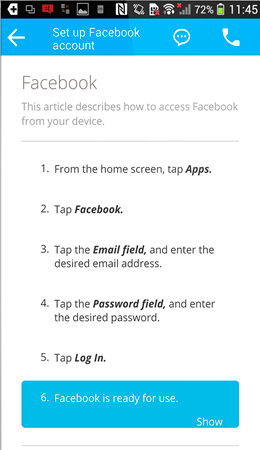 72% 11:45
Set up Facebook
account
Facebook
This article describes how to access Facebook
from your device.
1. From the home screen, tap Apps.
2. Tap Facebook.
3. Tap the Email field, and enter the
desired email address.
4. Tap the Password field, and enter
the desired password.
5. Tap Log In.
6. Facebook is ready for use.
Show